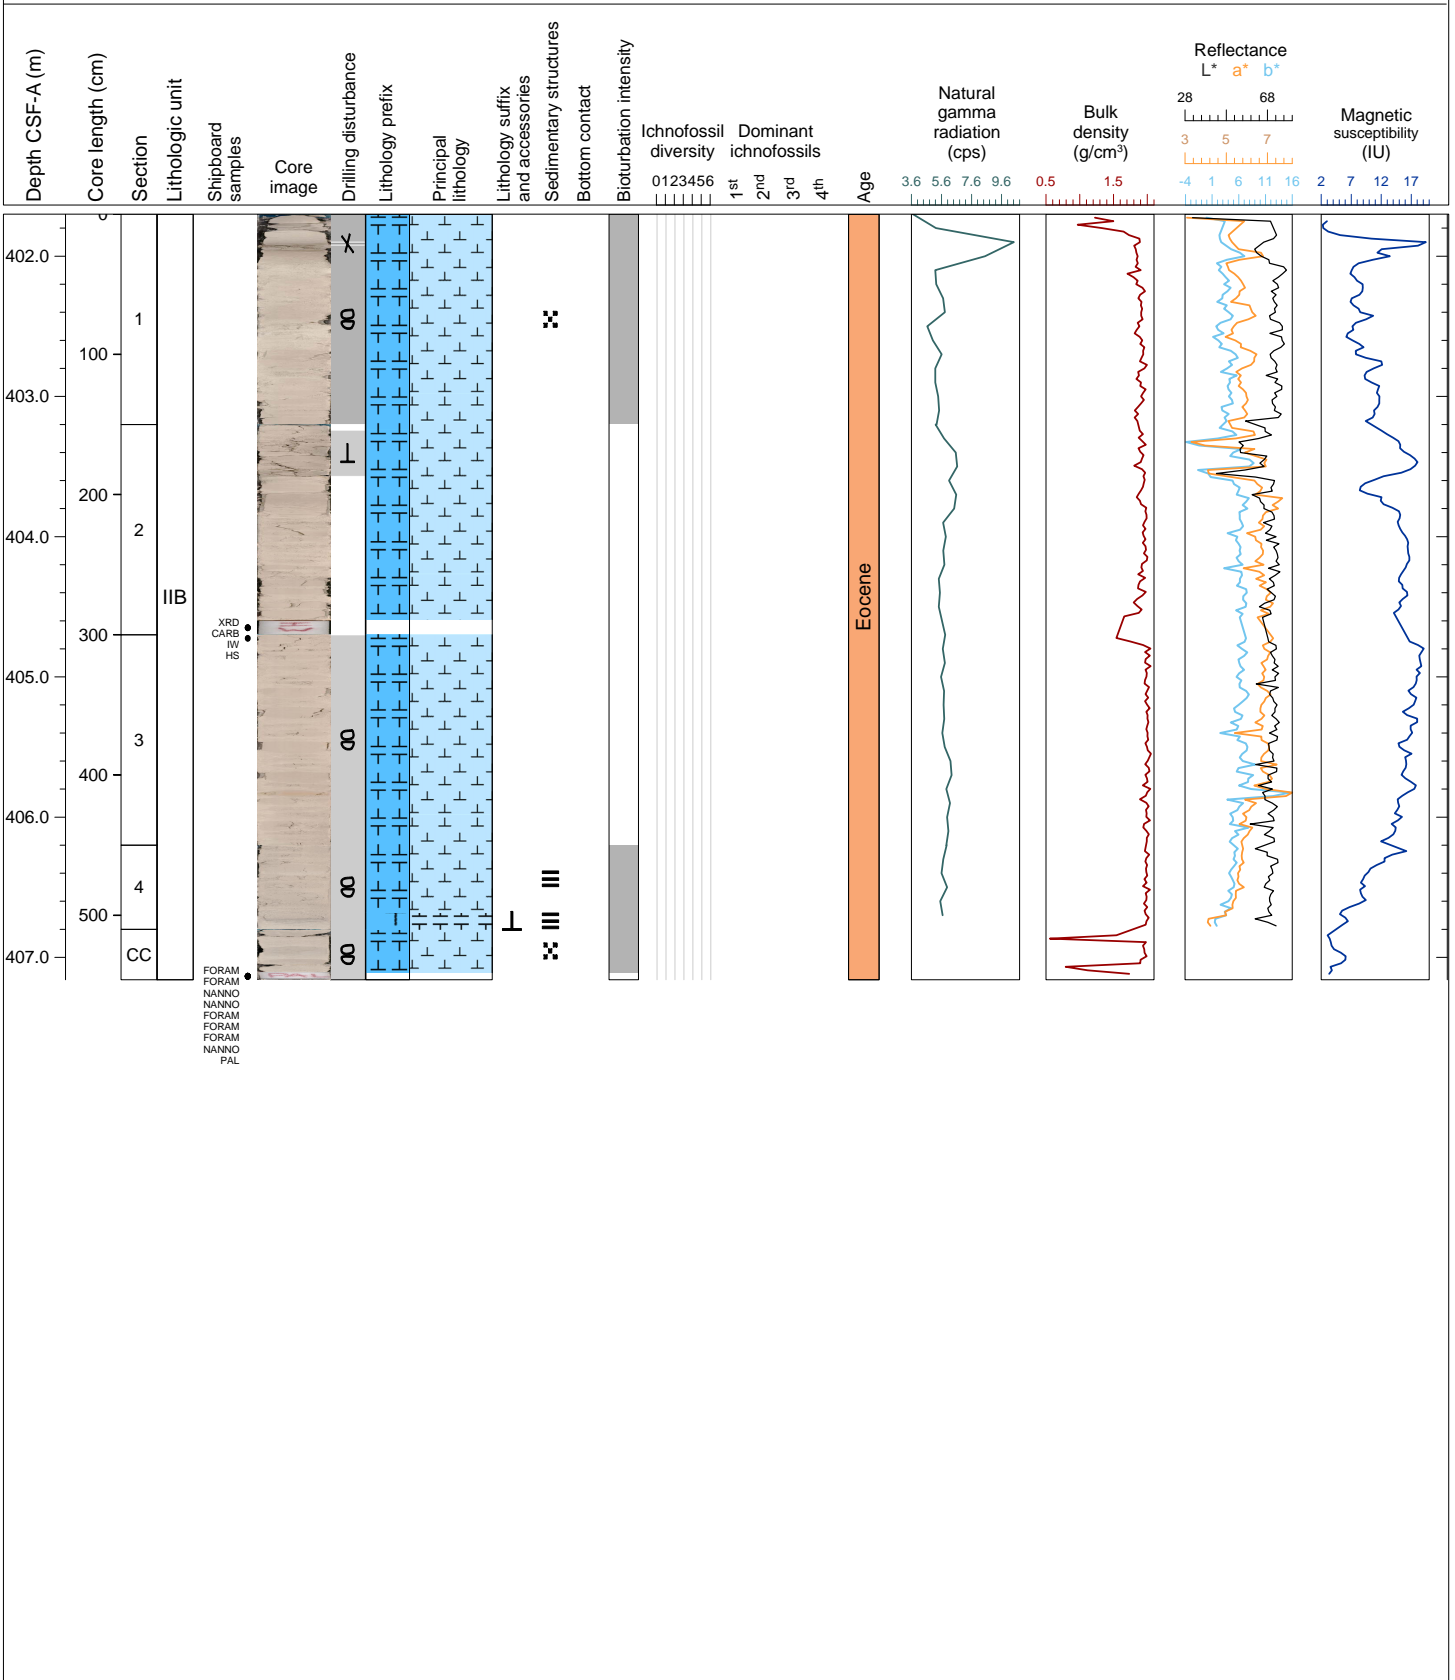 Depth CSF-A (m)
Core length (cm)
Section
Lithologic unit
Shipboard
samples
Core
image
Drilling disturbance
Lithology prefix
Principal
lithology
Lithology suffix
and accessories
Sedimentary structures
Bottom contact
Bioturbation intensity
Ichnofossil
diversity
0123456
Dominant
ichnofossils
1st 2nd 3rd 4th
Age
Natural
gamma
radiation
(cps)
3.6 5.6 7.6 9.6
Bulk
density
(g/cm³)
0.5 1.5
Reflectance
L* a* b*
28 68
3 5 7
-4 1 6 11 16
Magnetic
susceptibility
(IU)
2 7 12 17
0
402.0
1
100
403.0
200
2
404.0
IIB
Eocene
XRD
CARB
IW
HS
300
405.0
3
400
406.0
4
500
CC
407.0
FORAM
FORAM
NANNO
NANNO
FORAM
FORAM
FORAM
NANNO
PAL